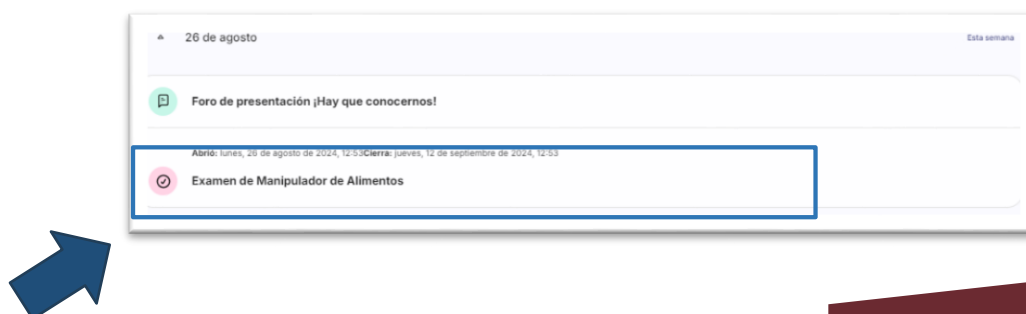 26 de agosto
Esta semana
Foro de presentación ¡Hay que conocernos!
Abrió: lunes, 26 de agosto de 2024, 12:53Cierra: jueves, 12 de septiembre de 2024, 12:53
Examen de Manipulador de Alimentos